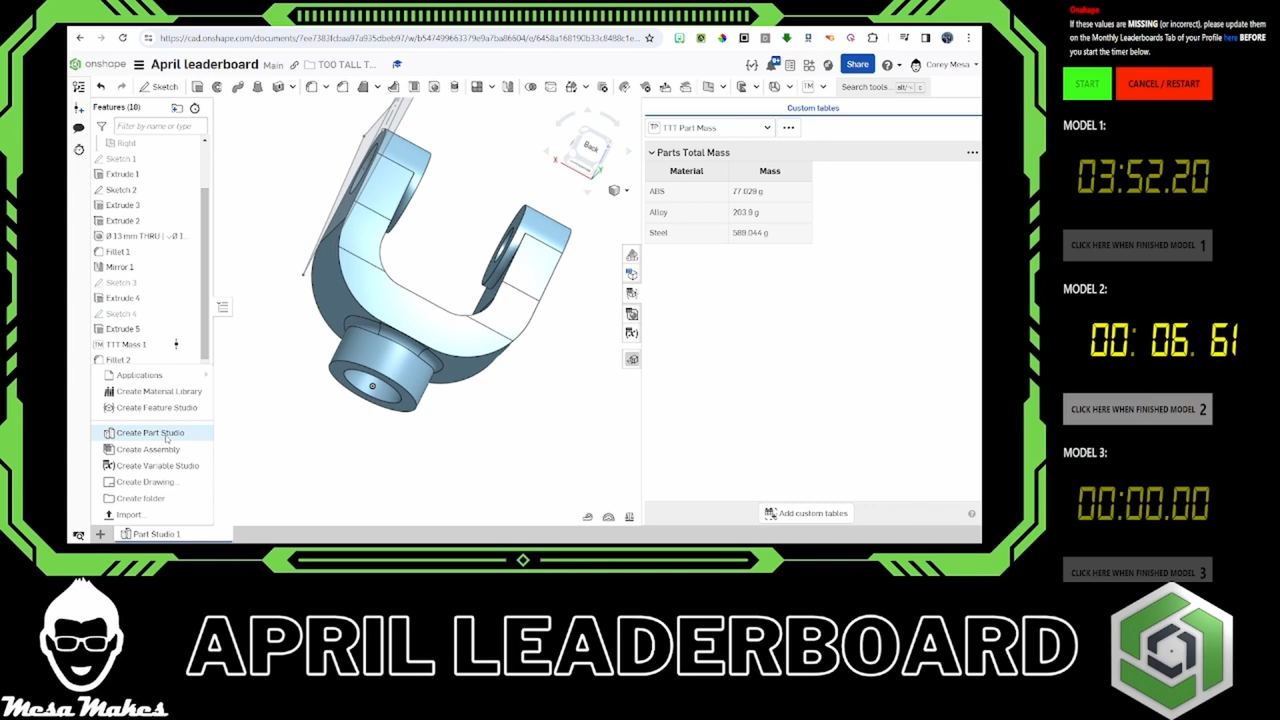 https://cad.onshape.com/documents/7ee7383fcbaa97a935dbeb97/w/b547499663379e9a7ba86604/e/6458a168190b33c8488c1e...
onshape
April leaderboard
Main
TOO TALL T...
Share
Carey Mesa
Sketch
Search tools...
alt/⌥
c
Features (18)
Filter by name or type
Right
Sketch 1
Extrude 1
Sketch 2
Extrude 3
Extrude 2
Ø 13 mm THRU | ⌵Ø 1...
Fillet 1
Mirror 1
Sketch 3
Extrude 4
Sketch 4
Extrude 5
TTT Mass 1
Fillet 2
Applications
Create Material Library
Create Feature Studio
Create Part Studio
Create Assembly
Create Variable Studio
Create Drawing...
Create folder
Import...
Part Studio 1
Back
X
Custom tables
TTT Part Mass
Parts Total Mass
Material Mass
ABS 77.029 g
Alloy 203.9 g
Steel 589.044 g
Add custom tables
Onshape
If these values are MISSING (or incorrect), please update them
on the Monthly Leaderboards Tab of your Profile here BEFORE
you start the timer below.
START
CANCEL / RESTART
MODEL 1:
03:52.20
CLICK HERE WHEN FINISHED MODEL 1
MODEL 2:
00:06.61
CLICK HERE WHEN FINISHED MODEL 2
MODEL 3:
00:00.00
CLICK HERE WHEN FINISHED MODEL 3
APRIL LEADERBOARD
Mesa Makes